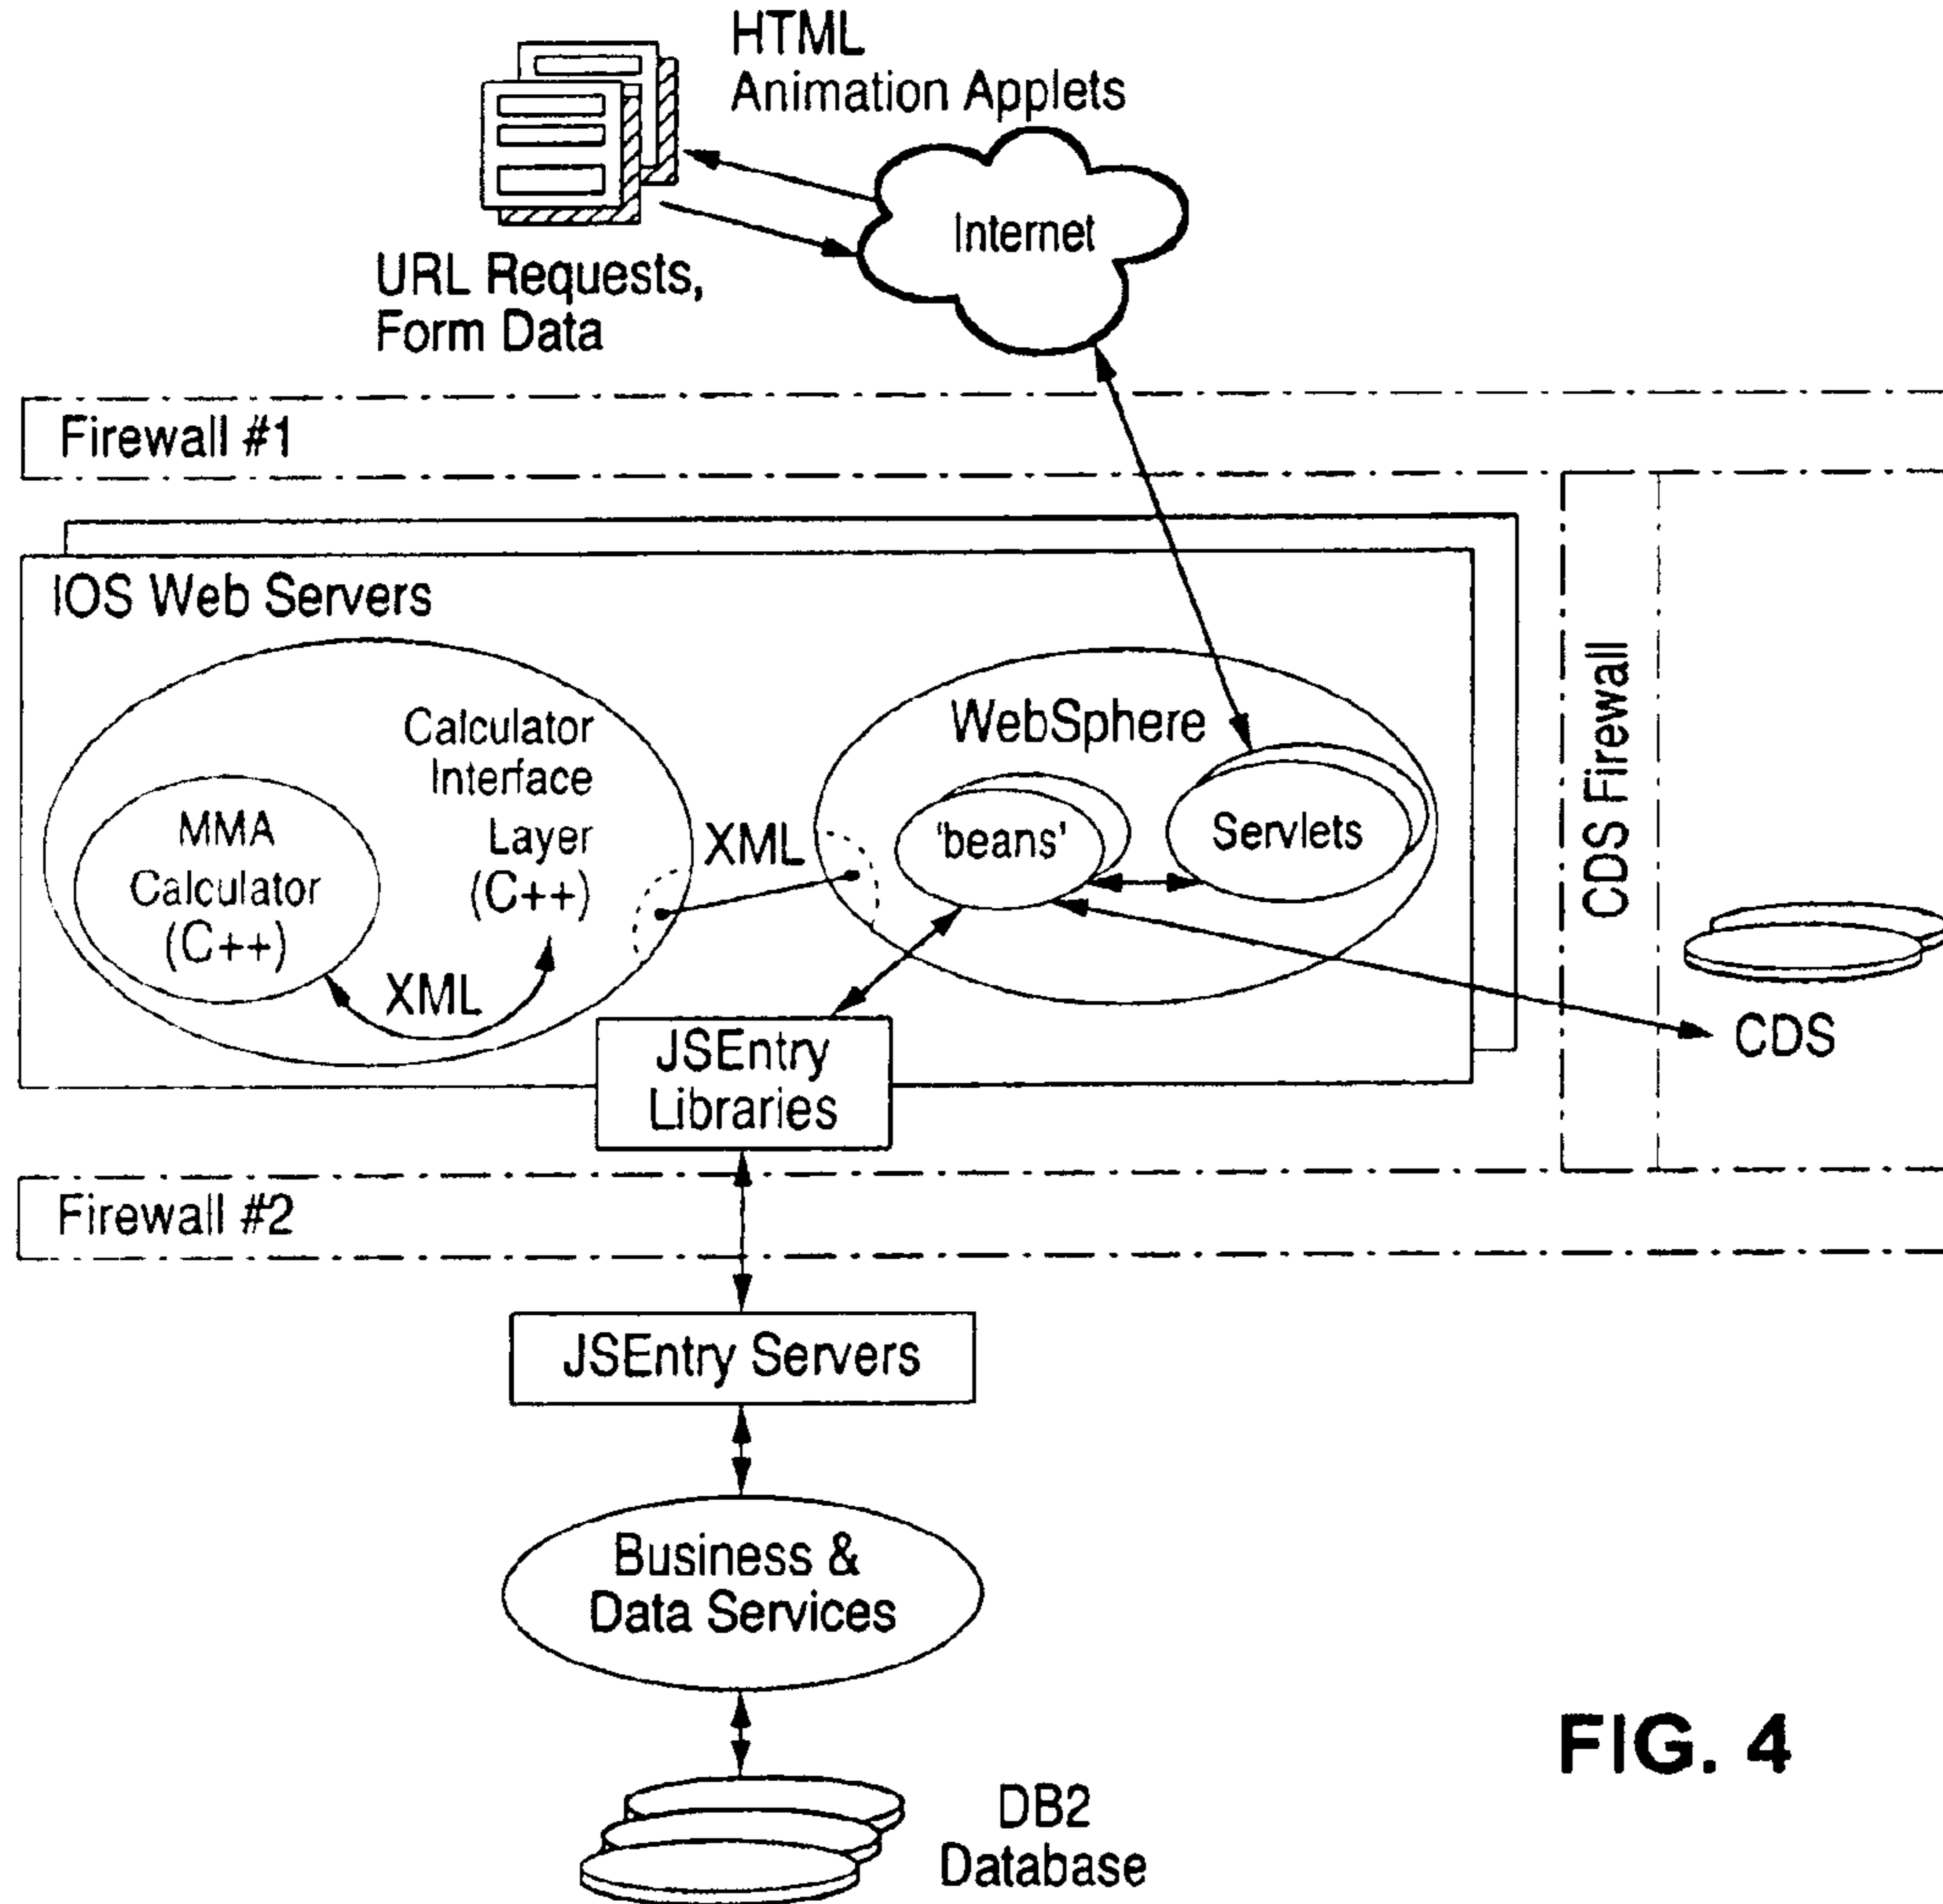 HTML
Animation Applets
Internet
URL Requests,
Form Data
Firewall #1
IOS Web Servers
Calculator
Interface
Layer
(C++)
MMA
Calculator
(C++)
XML
XML
WebSphere
'beans'
Servlets
CDS Firewall
CDS
JSEntry
Libraries
Firewall #2
JSEntry Servers
Business &
Data Services
DB2
Database
FIG. 4